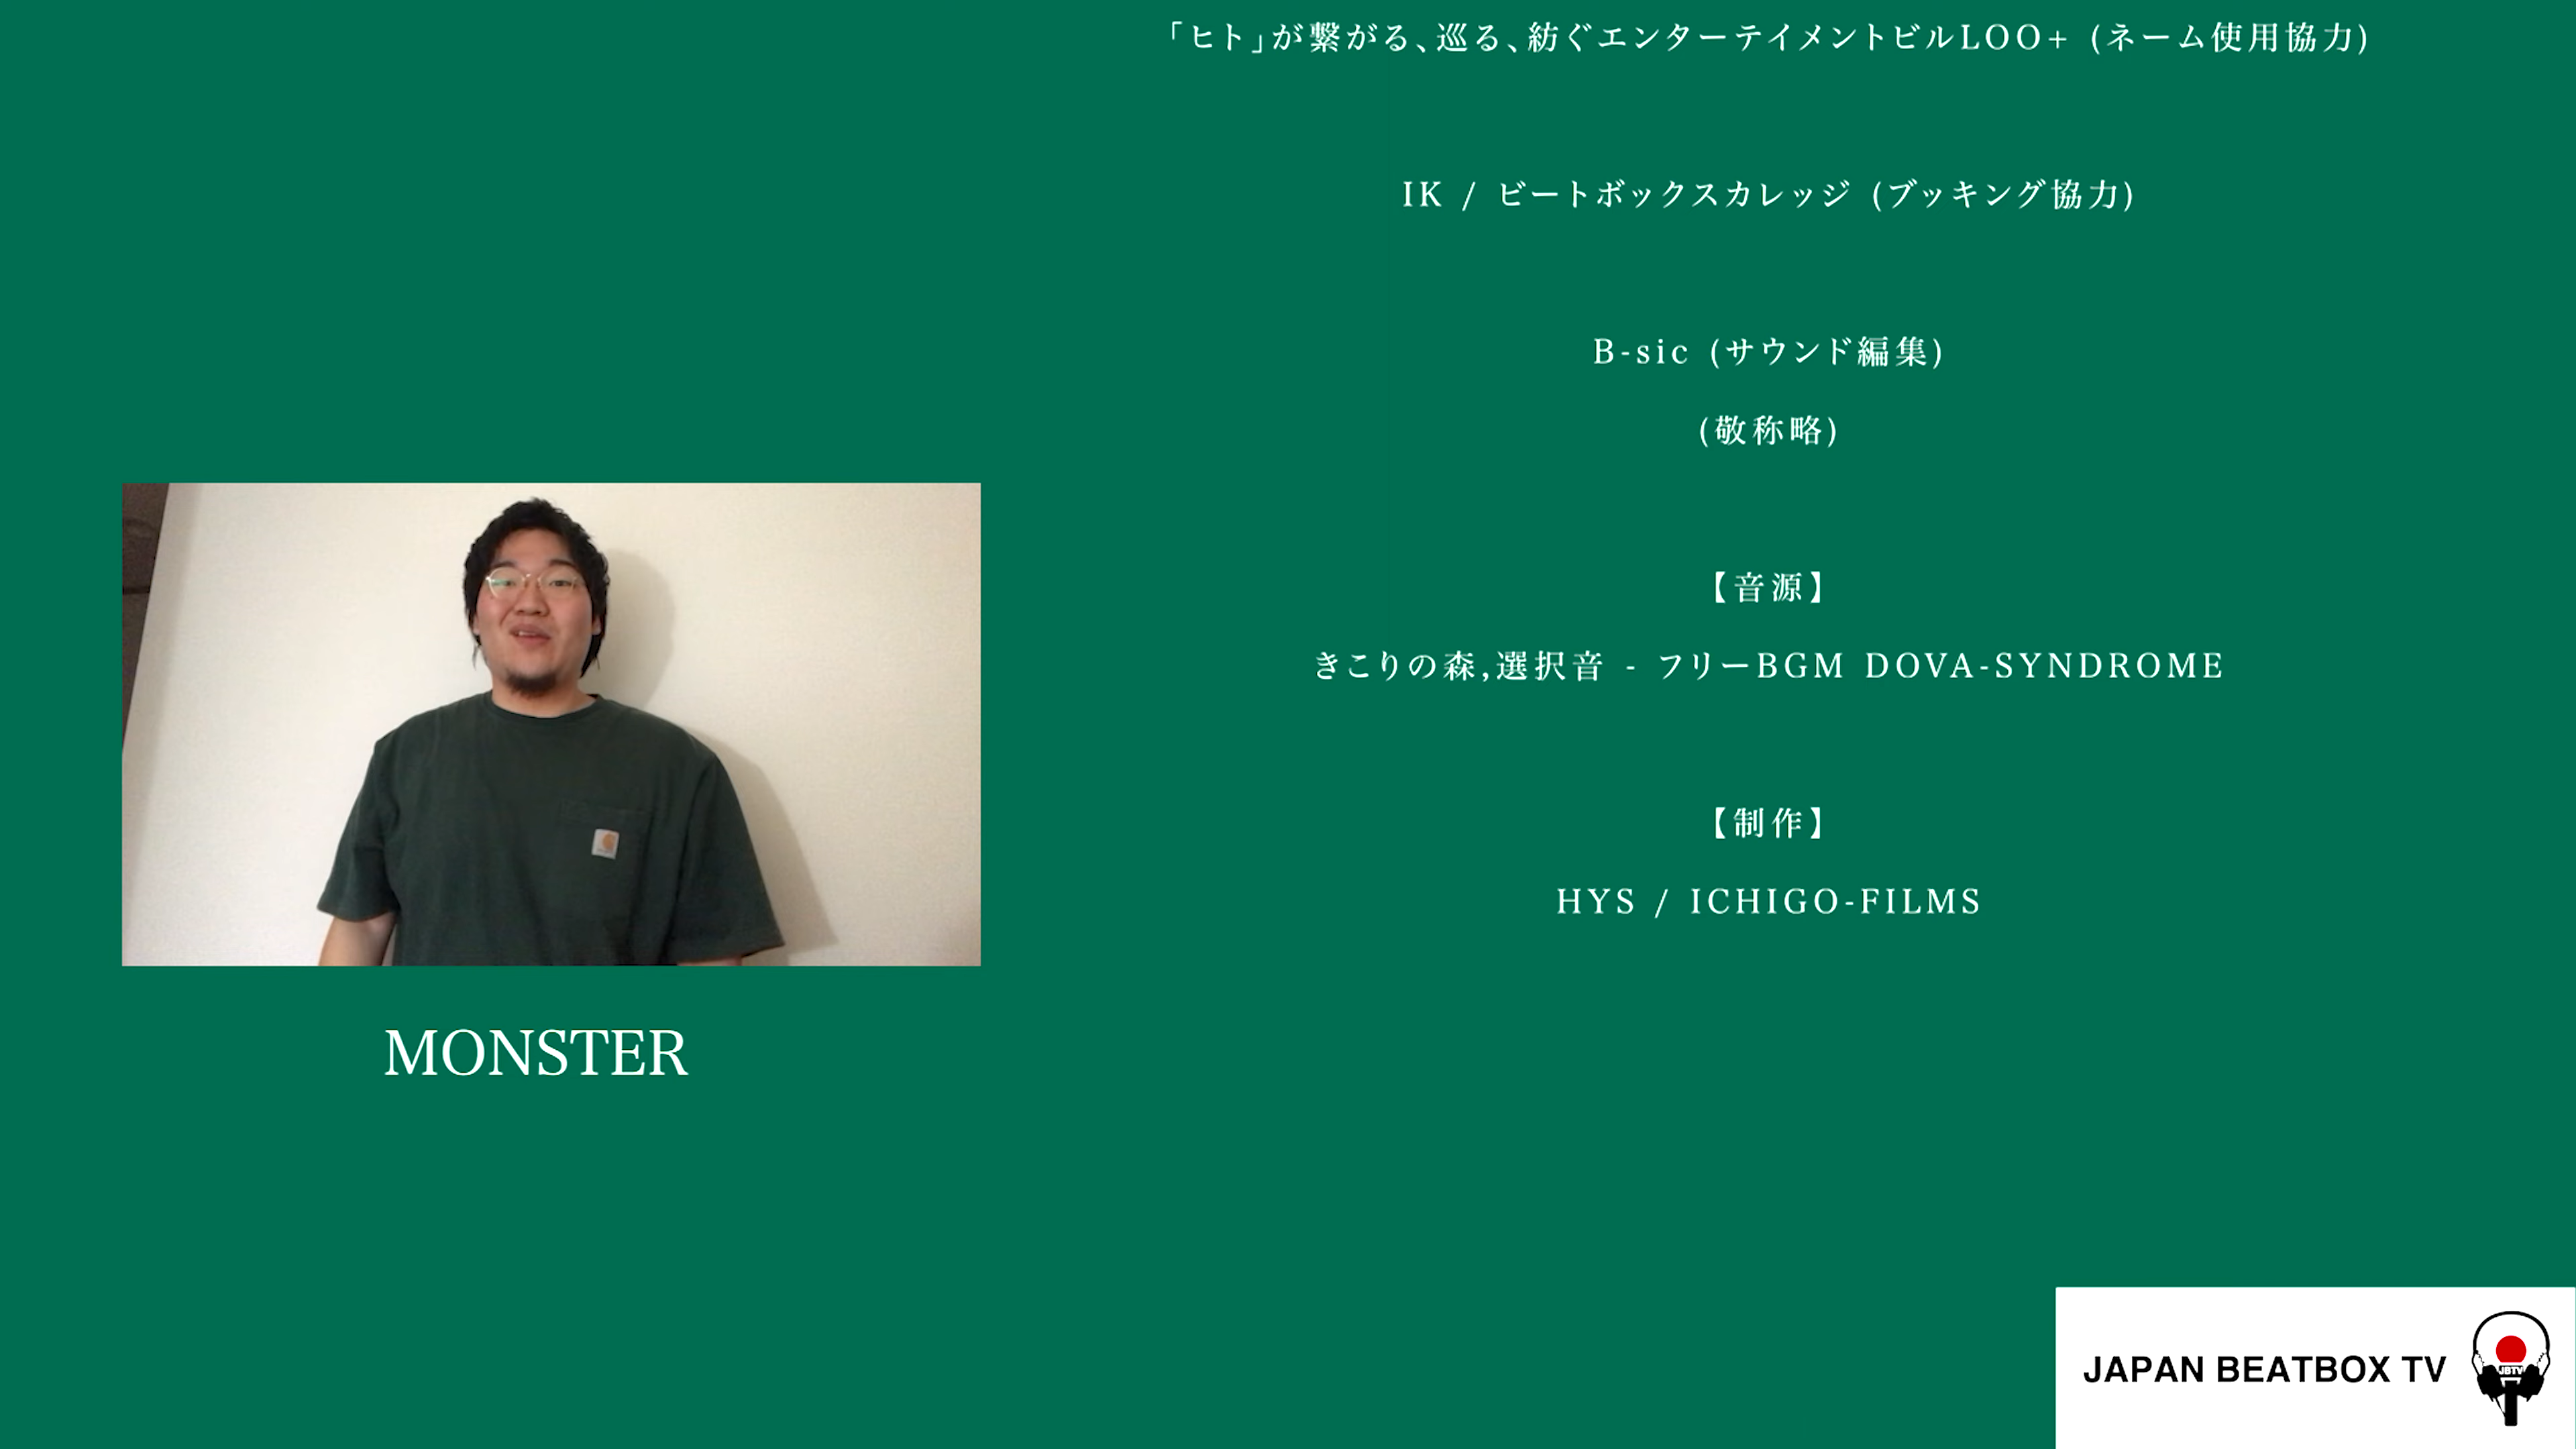 「ヒト」が繋がる、巡る、紡ぐエンターテイメントビルLOO+ (ネーム使用協力)
IK / ビートボックスカレッジ (ブッキング協力)
B-sic (サウンド編集)
(敬称略)
【音源】
きこりの森,選択音 - フリーBGM DOVA-SYNDROME
【制作】
HYS / ICHIGO-FILMS
MONSTER
JAPAN BEATBOX TV
JBTV